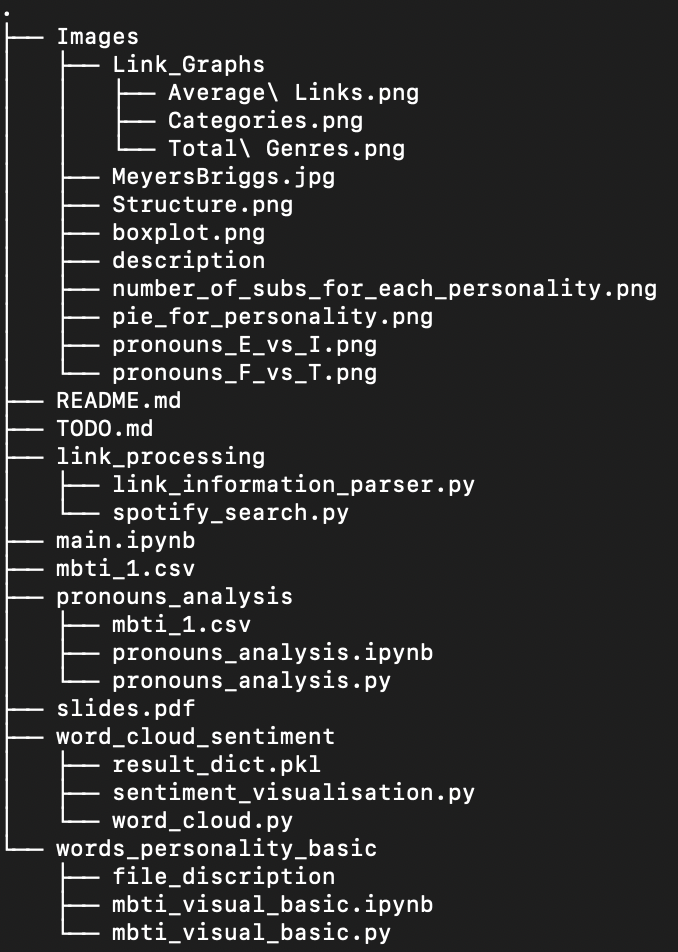 .
├── Images
│   ├── Link_Graphs
│   │   ├── Average\ Links.png
│   │   ├── Categories.png
│   │   └── Total\ Genres.png
│   ├── MeyersBriggs.jpg
│   ├── Structure.png
│   ├── boxplot.png
│   ├── description
│   ├── number_of_subs_for_each_personality.png
│   ├── pie_for_personality.png
│   ├── pronouns_E_vs_I.png
│   └── pronouns_F_vs_T.png
├── README.md
├── TODO.md
├── link_processing
│   ├── link_information_parser.py
│   └── spotify_search.py
├── main.ipynb
├── mbti_1.csv
├── pronouns_analysis
│   ├── mbti_1.csv
│   ├── pronouns_analysis.ipynb
│   └── pronouns_analysis.py
├── slides.pdf
├── word_cloud_sentiment
│   ├── result_dict.pkl
│   ├── sentiment_visualisation.py
│   └── word_cloud.py
└── words_personality_basic
    ├── file_discription
    ├── mbti_visual_basic.ipynb
    └── mbti_visual_basic.py